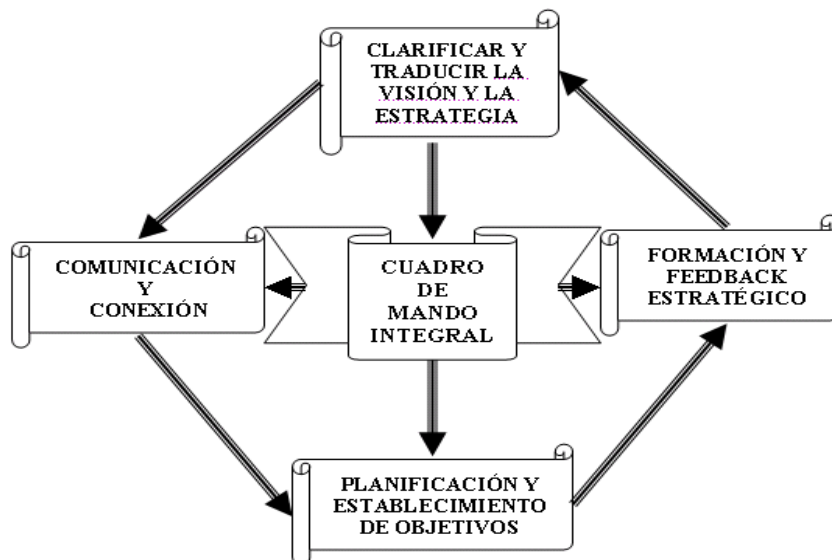 CLARIFICAR Y
TRADUCIR LA
VISIÓN Y LA
ESTRATEGIA
COMUNICACIÓN
Y
CONEXIÓN
CUADRO
DE
MANDO
INTEGRAL
FORMACIÓN Y
FEEDBACK
ESTRATÉGICO
PLANIFICACIÓN Y
ESTABLECIMIENTO
DE OBJETIVOS